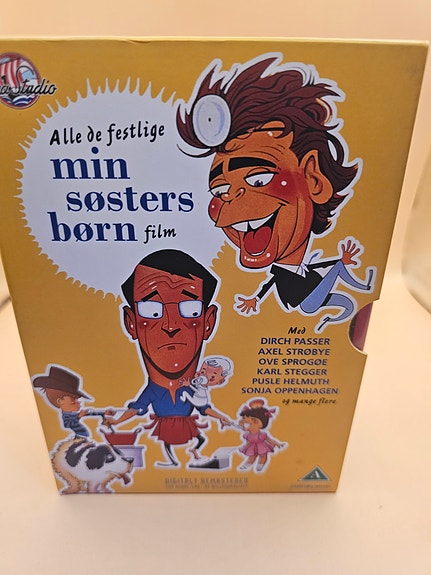 Studio
Alle de festlige
min
søsters
børn film
Med
DIRCH PASSER
AXEL STRØBYE
OVE SPROGØE
KARL STEGGER
PUSLE HELMUTH
SONJA OPPENHAGEN
og mange flere
DIGITALT REMASTERED
A